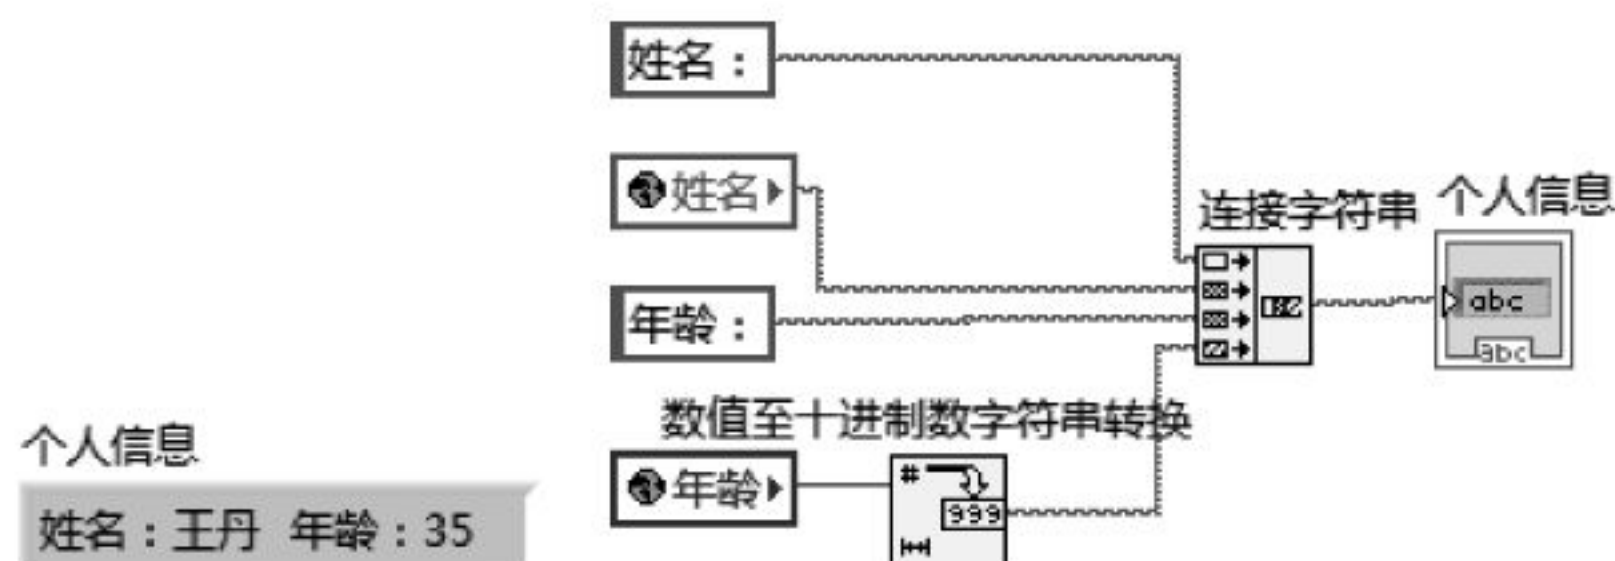 姓名：
姓名
连接字符串
个人信息
年龄：
abc
abc
数值至十进制数字符串转换
个人信息
年龄
#
999
姓名：王丹 年龄：35